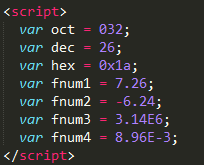 <script>
var oct = 032;
var dec = 26;
var hex = 0x1a;
var fnum1 = 7.26;
var fnum2 = -6.24;
var fnum3 = 3.14E6;
var fnum4 = 8.96E-3;
</script>